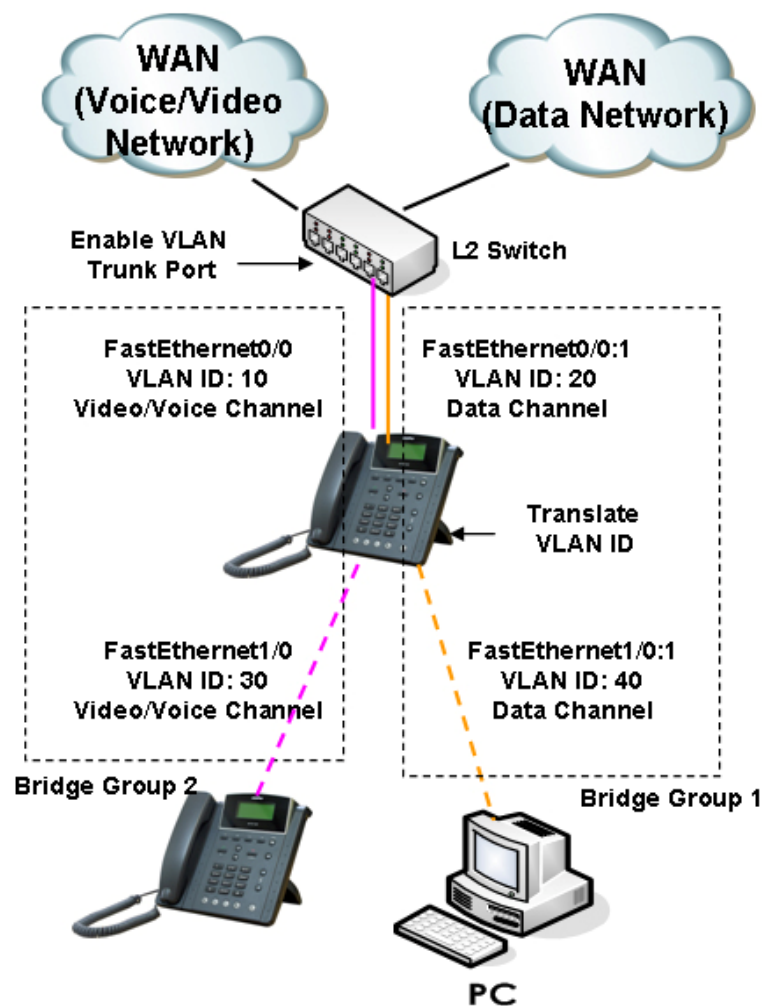 WAN
(Voice/Video
Network)
WAN
(Data Network)
Enable VLAN
Trunk Port
L2 Switch
FastEthernet0/0
VLAN ID: 10
Video/Voice Channel
FastEthernet0/0:1
VLAN ID: 20
Data Channel
Translate
VLAN ID
FastEthernet1/0
VLAN ID: 30
Video/Voice Channel
FastEthernet1/0:1
VLAN ID: 40
Data Channel
Bridge Group 2
Bridge Group 1
PC